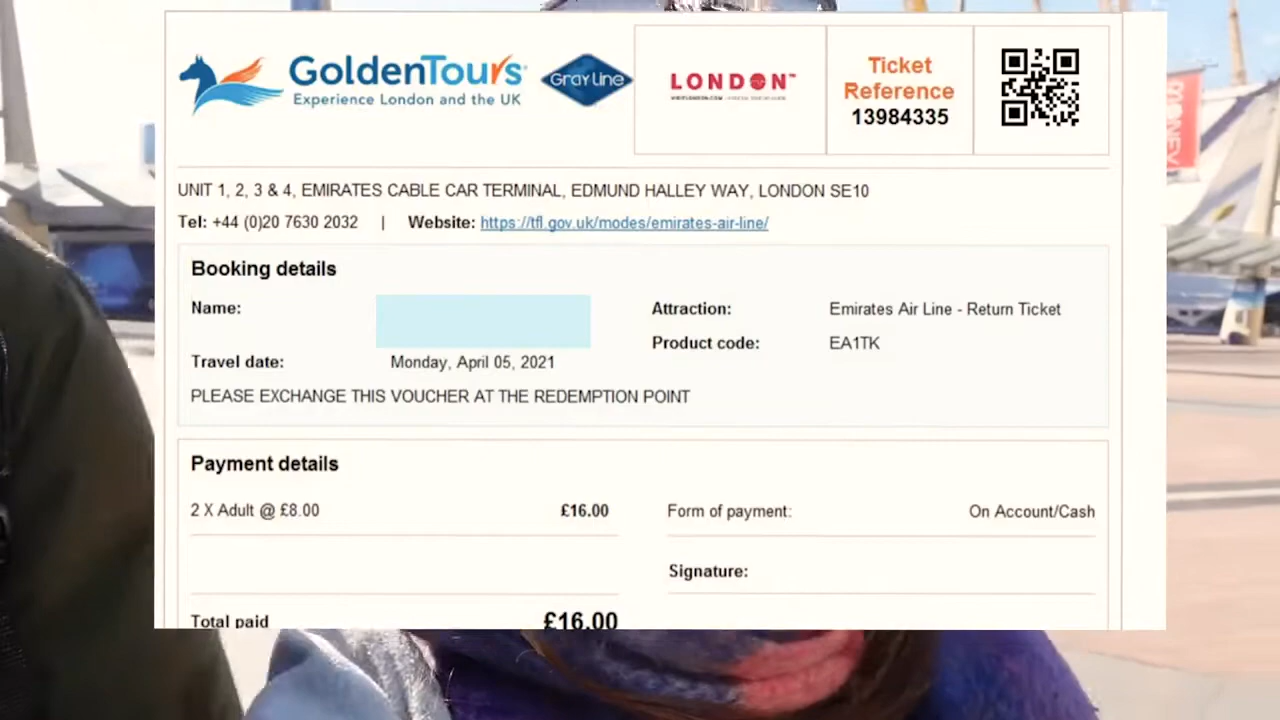 GoldenTours
Experience London and the UK
Gray Line
LONDON™
Ticket
Reference
13984335
UNIT 1, 2, 3 & 4, EMIRATES CABLE CAR TERMINAL, EDMUND HALLEY WAY, LONDON SE10
Tel: +44 (0)20 7630 2032 | Website: https://tfl.gov.uk/modes/emirates-air-line/
Booking details
Name:
Attraction: Emirates Air Line - Return Ticket
Product code: EA1TK
Travel date: Monday, April 05, 2021
PLEASE EXCHANGE THIS VOUCHER AT THE REDEMPTION POINT
Payment details
2 X Adult @ £8.00 £16.00
Form of payment: On Account/Cash
Signature:
Total paid £16.00